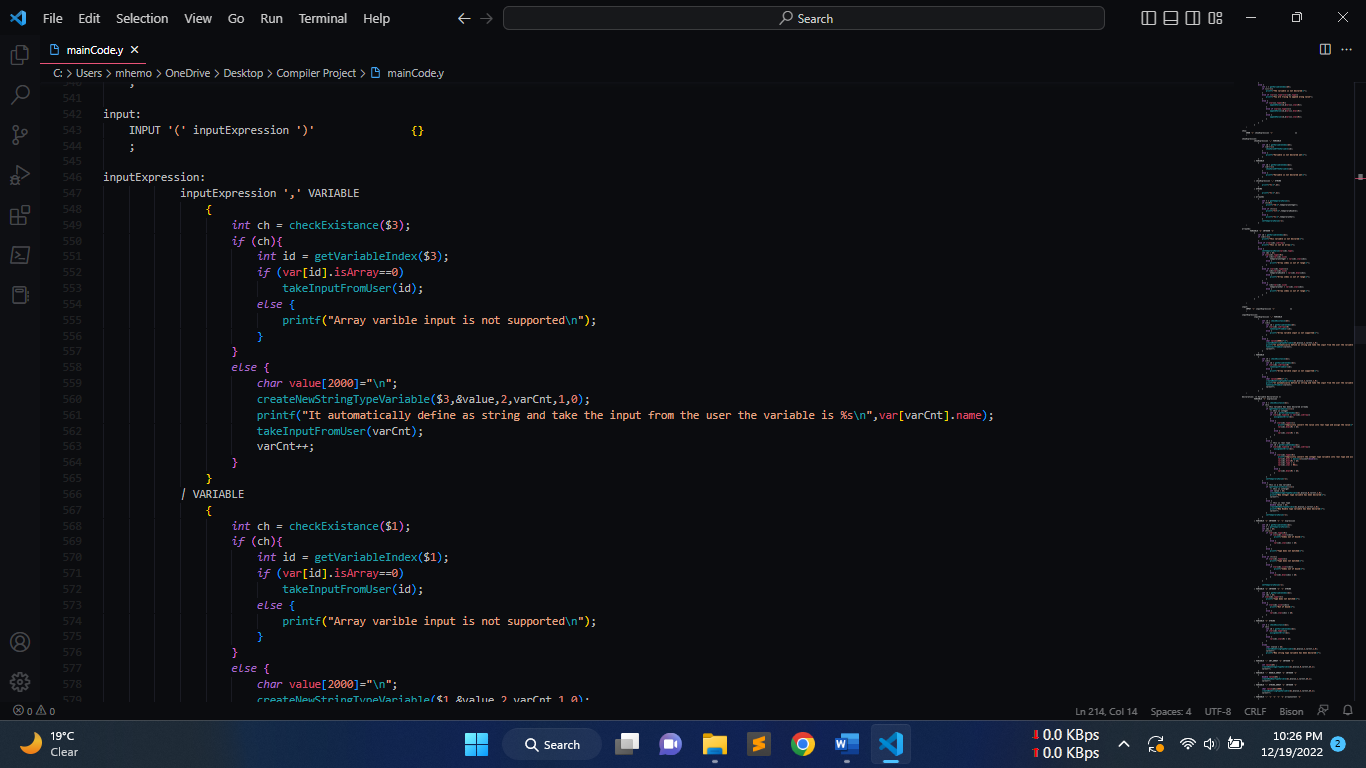 File Edit Selection View Go Run Terminal Help
Search
mainCode.y
C: > Users > mhemo > OneDrive > Desktop > Compiler Project > mainCode.y
540 ;
541
542 input:
543 INPUT '(' inputExpression ')' {}
544 ;
545
546 inputExpression:
547 inputExpression ',' VARIABLE
548 {
549 int ch = checkExistance($3);
550 if (ch){
551 int id = getVariableIndex($3);
552 if (var[id].isArray==0)
553 takeInputFromUser(id);
554 else {
555 printf("Array varible input is not supported\n");
556 }
557 }
558 else {
559 char value[2000]="\n";
560 createNewStringTypeVariable($3,&value,2,varCnt,1,0);
561 printf("It automatically define as string and take the input from the user the variable is %s\n",var[varCnt].name);
562 takeInputFromUser(varCnt);
563 varCnt++;
564 }
565 }
566 | VARIABLE
567 {
568 int ch = checkExistance($1);
569 if (ch){
570 int id = getVariableIndex($1);
571 if (var[id].isArray==0)
572 takeInputFromUser(id);
573 else {
574 printf("Array varible input is not supported\n");
575 }
576 }
577 else {
578 char value[2000]="\n";
579 createNewStringTypeVariable($1,&value,2,varCnt,1,0);
0 0 Ln 214, Col 14 Spaces: 4 UTF-8 CRLF Bison
19°C
Clear
Search
0.0 KBps
0.0 KBps
10:26 PM
12/19/2022
2